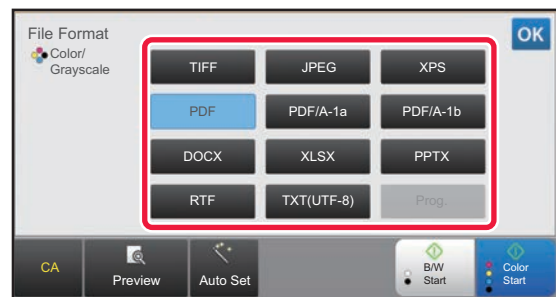 File Format
OK
Color/
Grayscale
TIFF
JPEG
XPS
PDF
PDF/A-1a
PDF/A-1b
DOCX
XLSX
PPTX
RTF
TXT(UTF-8)
Prog.
CA
Preview
Auto Set
B/W
Start
Color
Start